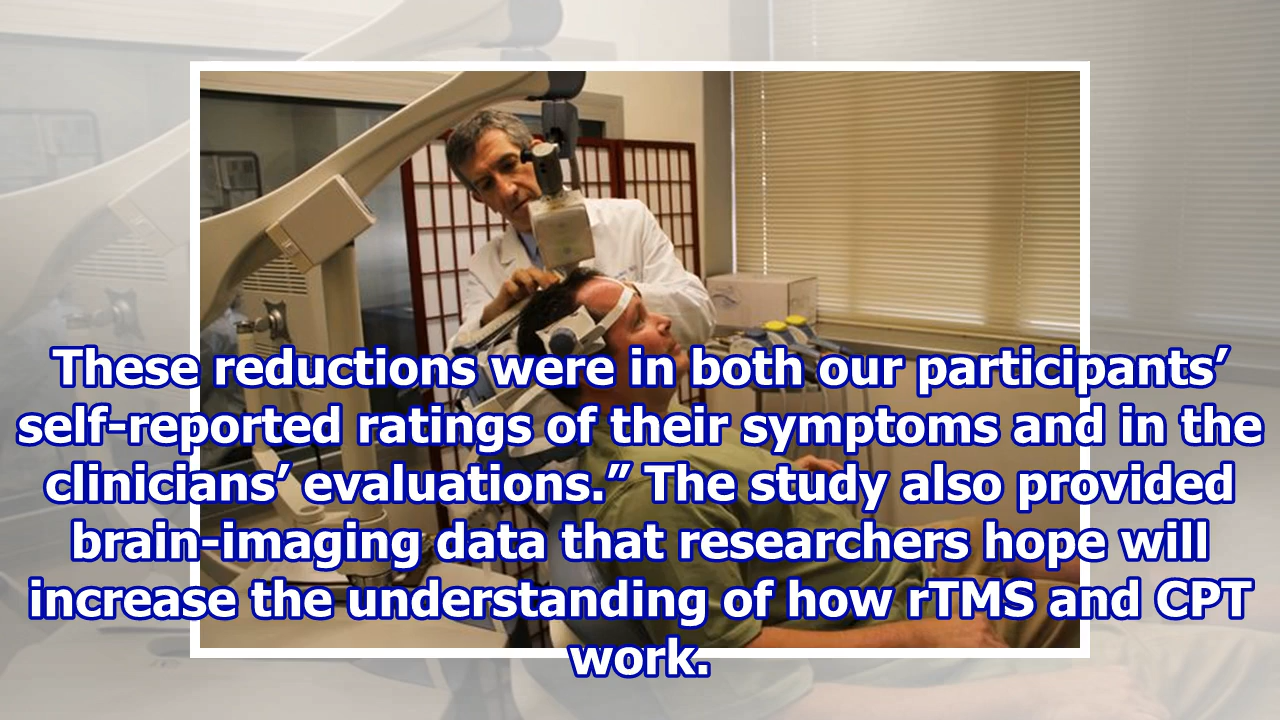 These reductions were in both our participants’
self-reported ratings of their symptoms and in the
clinicians’ evaluations.” The study also provided
brain-imaging data that researchers hope will
increase the understanding of how rTMS and CPT
work.